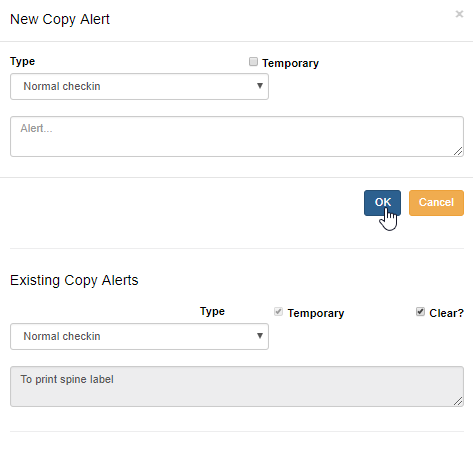 New Copy Alert ×
Type Temporary
Normal checkin
Alert...
OK Cancel
Existing Copy Alerts
Type Temporary Clear?
Normal checkin
To print spine label